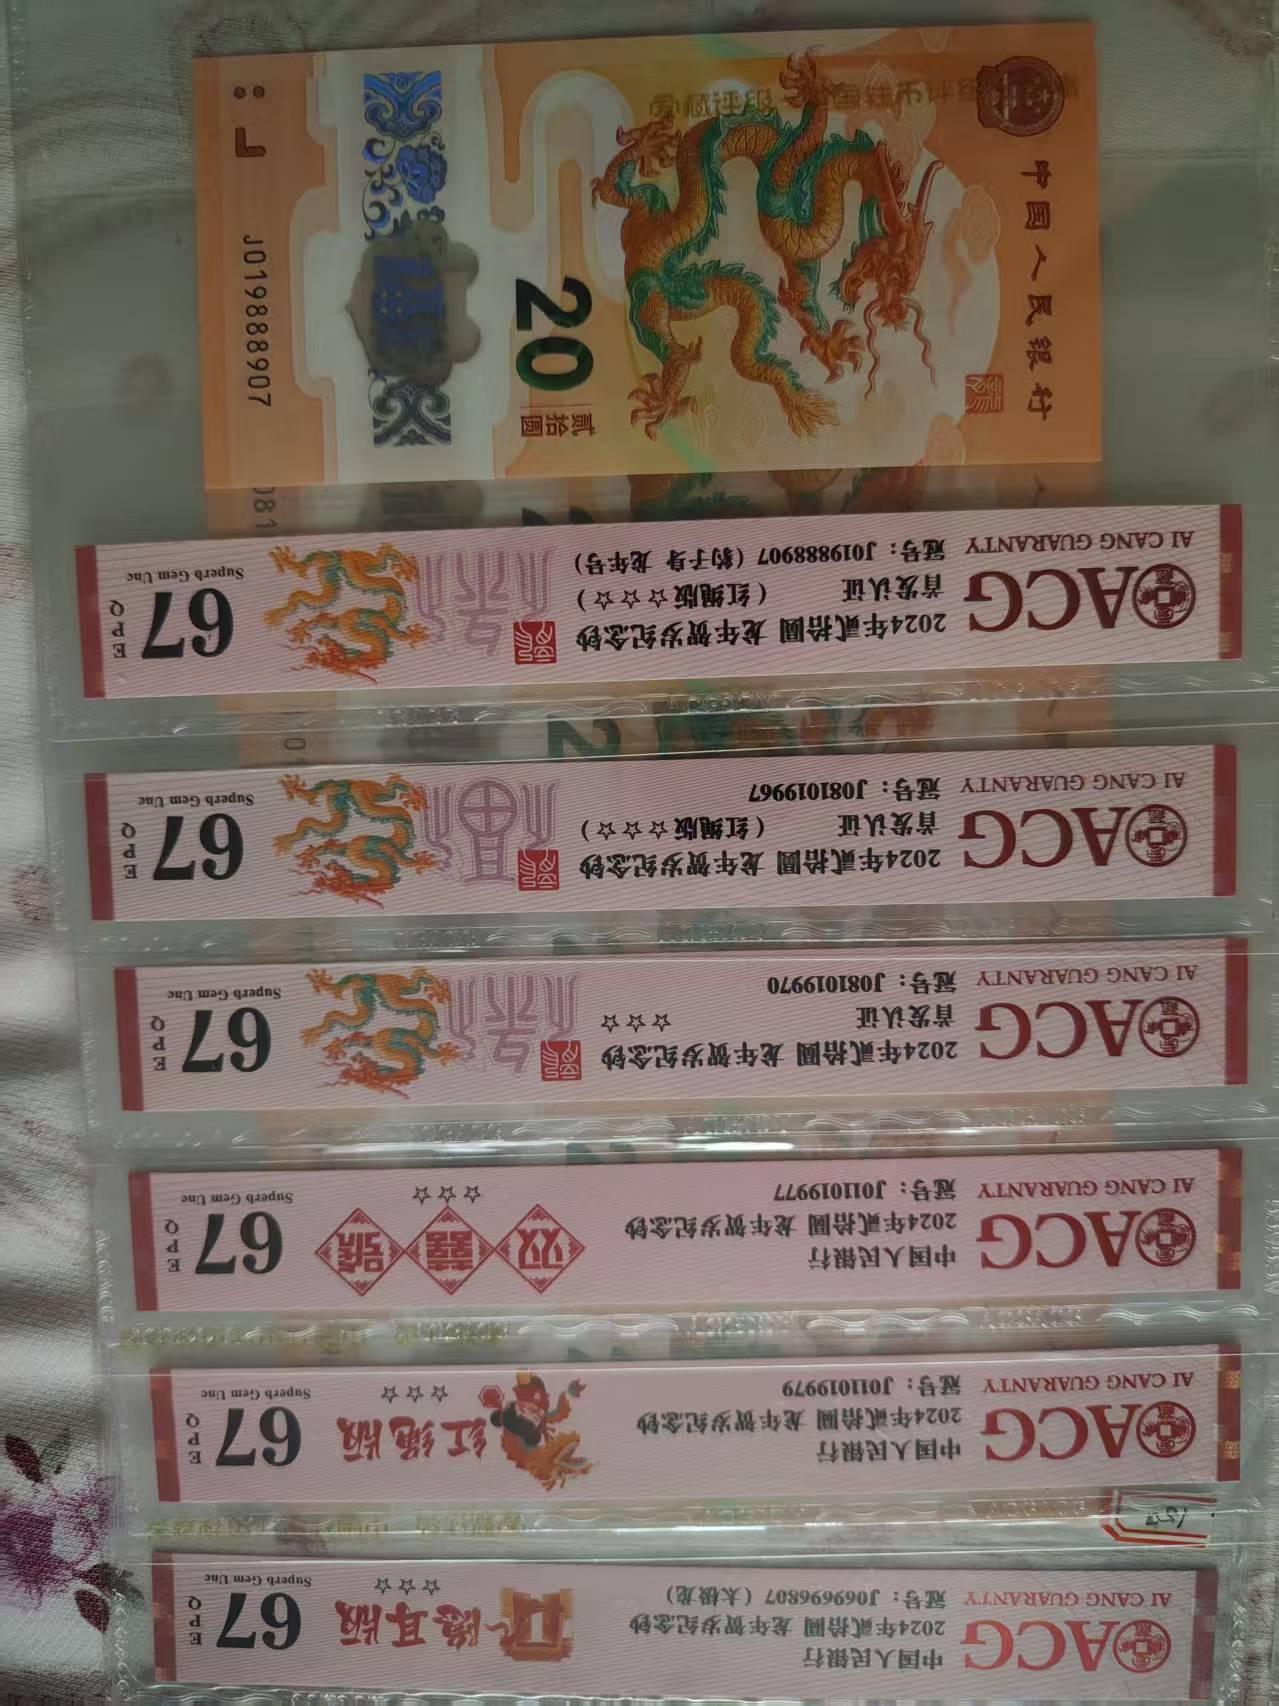 中国人民银行
20
贰拾圆
福
J019888907
ACG
AI CANG GUARANTY
2024年贰拾圆 龙年贺岁纪念钞
首发认证 (红绳版☆☆☆)
冠号: J019888907 (豹子身 龙年号)
67
EPQ
Superb Gem Unc
ACG
AI CANG GUARANTY
2024年贰拾圆 龙年贺岁纪念钞
首发认证 (红绳版☆☆☆)
冠号: J081019967
67
EPQ
Superb Gem Unc
ACG
AI CANG GUARANTY
2024年贰拾圆 龙年贺岁纪念钞
首发认证 ☆☆☆
冠号: J081019970
67
EPQ
Superb Gem Unc
ACG
AI CANG GUARANTY
中国人民银行
2024年贰拾圆 龙年贺岁纪念钞
冠号: J011019977
双囍號
☆☆☆
67
EPQ
Superb Gem Unc
ACG
AI CANG GUARANTY
中国人民银行
2024年贰拾圆 龙年贺岁纪念钞
冠号: J011019979
红绳版
☆☆☆
67
EPQ
Superb Gem Unc
ACG
AI CANG GUARANTY
中国人民银行
2024年贰拾圆 龙年贺岁纪念钞
冠号: J069696807 (太极龙)
隐耳版
☆☆☆
67
EPQ
Superb Gem Unc